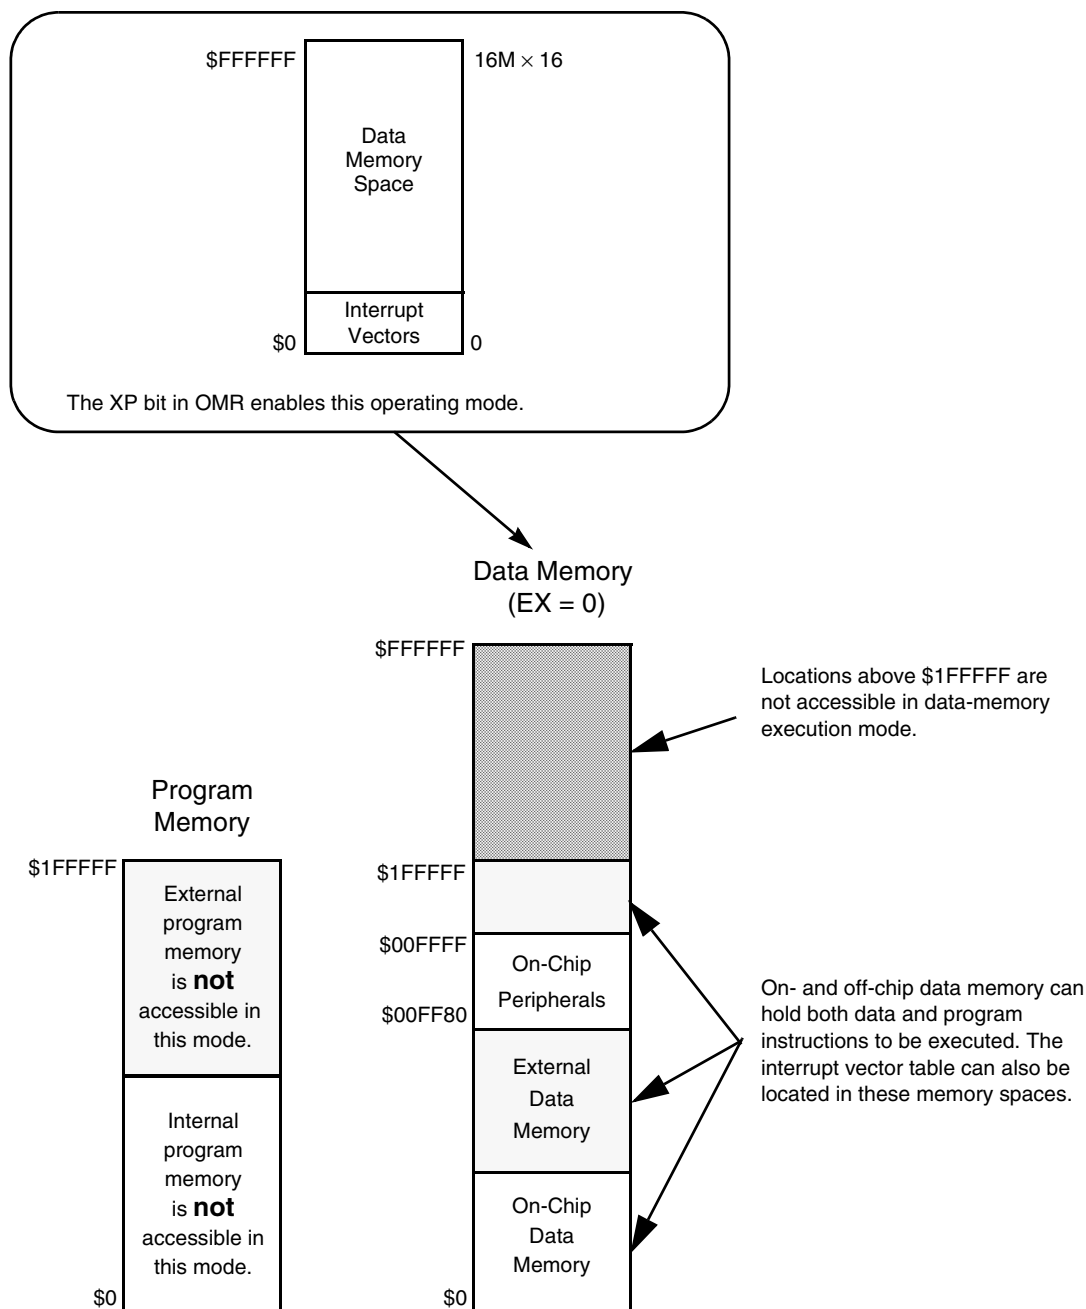 $FFFFFF
16M × 16
Data
Memory
Space
Interrupt
Vectors
$0
0
The XP bit in OMR enables this operating mode.
Data Memory
(EX = 0)
$FFFFFF
Locations above $1FFFFF are
not accessible in data-memory
execution mode.
Program
Memory
$1FFFFF
External
program
memory
is not
accessible in
this mode.
Internal
program
memory
is not
accessible in
this mode.
$0
$1FFFFF
$00FFFF
On-Chip
Peripherals
$00FF80
External
Data
Memory
On-Chip
Data
Memory
$0
On- and off-chip data memory can
hold both data and program
instructions to be executed. The
interrupt vector table can also be
located in these memory spaces.